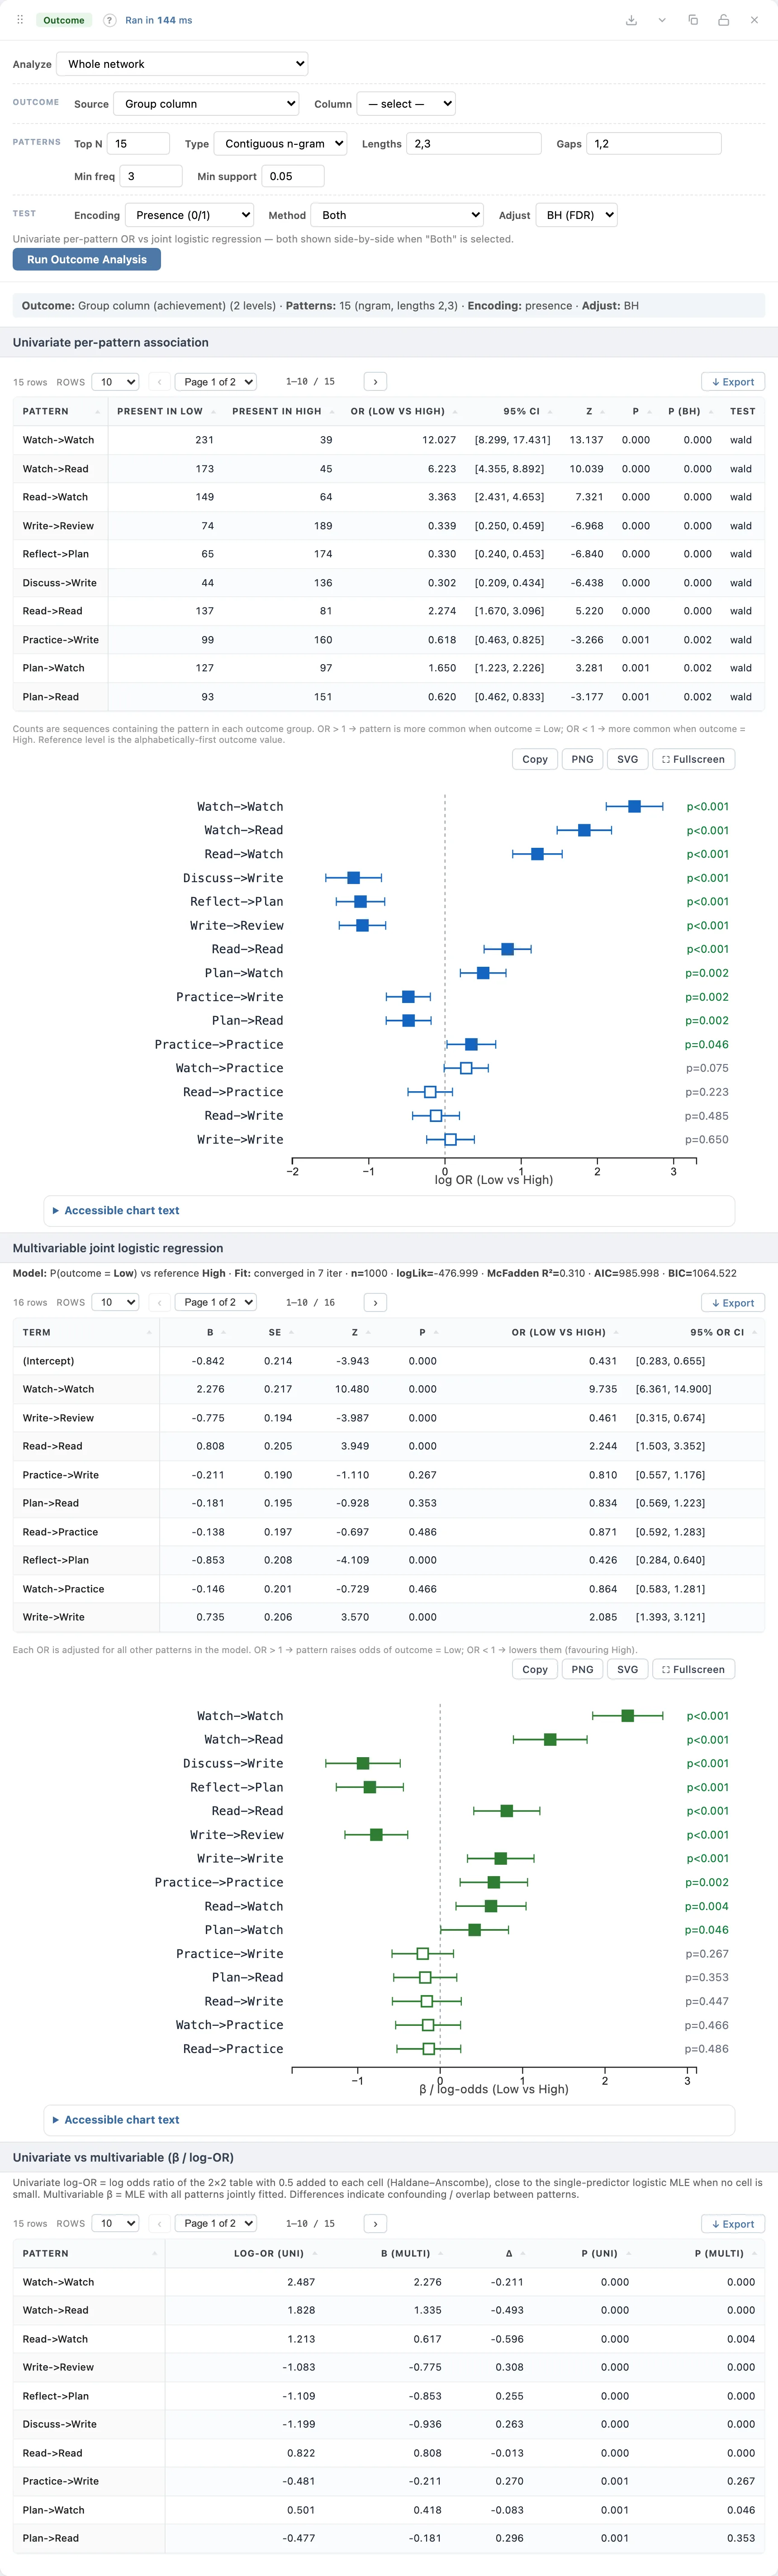 Outcome ? Ran in 144 ms
Analyze Whole network
OUTCOME Source Group column Column — select —
PATTERNS Top N 15 Type Contiguous n-gram Lengths 2,3 Gaps 1,2
Min freq 3 Min support 0.05
TEST Encoding Presence (0/1) Method Both Adjust BH (FDR)
Univariate per-pattern OR vs joint logistic regression — both shown side-by-side when "Both" is selected.
Run Outcome Analysis
Outcome: Group column (achievement) (2 levels) · Patterns: 15 (ngram, lengths 2,3) · Encoding: presence · Adjust: BH
Univariate per-pattern association
15 rows ROWS 10 ‹ Page 1 of 2 1–10 / 15 › ↓ Export
PATTERN PRESENT IN LOW PRESENT IN HIGH OR (LOW VS HIGH) 95% CI Z P P (BH) TEST
Watch->Watch 231 39 12.027 [8.299, 17.431] 13.137 0.000 0.000 wald
Watch->Read 173 45 6.223 [4.355, 8.892] 10.039 0.000 0.000 wald
Read->Watch 149 64 3.363 [2.431, 4.653] 7.321 0.000 0.000 wald
Write->Review 74 189 0.339 [0.250, 0.459] -6.968 0.000 0.000 wald
Reflect->Plan 65 174 0.330 [0.240, 0.453] -6.840 0.000 0.000 wald
Discuss->Write 44 136 0.302 [0.209, 0.434] -6.438 0.000 0.000 wald
Read->Read 137 81 2.274 [1.670, 3.096] 5.220 0.000 0.000 wald
Practice->Write 99 160 0.618 [0.463, 0.825] -3.266 0.001 0.002 wald
Plan->Watch 127 97 1.650 [1.223, 2.226] 3.281 0.001 0.002 wald
Plan->Read 93 151 0.620 [0.462, 0.833] -3.177 0.001 0.002 wald
Counts are sequences containing the pattern in each outcome group. OR > 1 → pattern is more common when outcome = Low; OR < 1 → more common when outcome =
High. Reference level is the alphabetically-first outcome value.
Copy PNG SVG Fullscreen
Watch->Watch p<0.001
Watch->Read p<0.001
Read->Watch p<0.001
Discuss->Write p<0.001
Reflect->Plan p<0.001
Write->Review p<0.001
Read->Read p<0.001
Plan->Watch p=0.002
Practice->Write p=0.002
Plan->Read p=0.002
Practice->Practice p=0.046
Watch->Practice p=0.075
Read->Practice p=0.223
Read->Write p=0.485
Write->Write p=0.650
−2 −1 0 1 2 3
log OR (Low vs High)
Accessible chart text
Multivariable joint logistic regression
Model: P(outcome = Low) vs reference High · Fit: converged in 7 iter · n=1000 · logLik=-476.999 · McFadden R²=0.310 · AIC=985.998 · BIC=1064.522
16 rows ROWS 10 ‹ Page 1 of 2 1–10 / 16 › ↓ Export
TERM B SE Z P OR (LOW VS HIGH) 95% OR CI
(Intercept) -0.842 0.214 -3.943 0.000 0.431 [0.283, 0.655]
Watch->Watch 2.276 0.217 10.480 0.000 9.735 [6.361, 14.900]
Write->Review -0.775 0.194 -3.987 0.000 0.461 [0.315, 0.674]
Read->Read 0.808 0.205 3.949 0.000 2.244 [1.503, 3.352]
Practice->Write -0.211 0.190 -1.110 0.267 0.810 [0.557, 1.176]
Plan->Read -0.181 0.195 -0.928 0.353 0.834 [0.569, 1.223]
Read->Practice -0.138 0.197 -0.697 0.486 0.871 [0.592, 1.283]
Reflect->Plan -0.853 0.208 -4.109 0.000 0.426 [0.284, 0.640]
Watch->Practice -0.146 0.201 -0.729 0.466 0.864 [0.583, 1.281]
Write->Write 0.735 0.206 3.570 0.000 2.085 [1.393, 3.121]
Each OR is adjusted for all other patterns in the model. OR > 1 → pattern raises odds of outcome = Low; OR < 1 → lowers them (favouring High).
Copy PNG SVG Fullscreen
Watch->Watch p<0.001
Watch->Read p<0.001
Discuss->Write p<0.001
Reflect->Plan p<0.001
Read->Read p<0.001
Write->Review p<0.001
Write->Write p<0.001
Practice->Practice p=0.002
Read->Watch p=0.004
Plan->Watch p=0.046
Practice->Write p=0.267
Plan->Read p=0.353
Read->Write p=0.447
Watch->Practice p=0.466
Read->Practice p=0.486
−1 0 1 2 3
β / log-odds (Low vs High)
Accessible chart text
Univariate vs multivariable (β / log-OR)
Univariate log-OR = log odds ratio of the 2×2 table with 0.5 added to each cell (Haldane–Anscombe), close to the single-predictor logistic MLE when no cell is
small. Multivariable β = MLE with all patterns jointly fitted. Differences indicate confounding / overlap between patterns.
15 rows ROWS 10 ‹ Page 1 of 2 1–10 / 15 › ↓ Export
PATTERN LOG-OR (UNI) B (MULTI) Δ P (UNI) P (MULTI)
Watch->Watch 2.487 2.276 -0.211 0.000 0.000
Watch->Read 1.828 1.335 -0.493 0.000 0.000
Read->Watch 1.213 0.617 -0.596 0.000 0.004
Write->Review -1.083 -0.775 0.308 0.000 0.000
Reflect->Plan -1.109 -0.853 0.255 0.000 0.000
Discuss->Write -1.199 -0.936 0.263 0.000 0.000
Read->Read 0.822 0.808 -0.013 0.000 0.000
Practice->Write -0.481 -0.211 0.270 0.001 0.267
Plan->Watch 0.501 0.418 -0.083 0.001 0.046
Plan->Read -0.477 -0.181 0.296 0.001 0.353